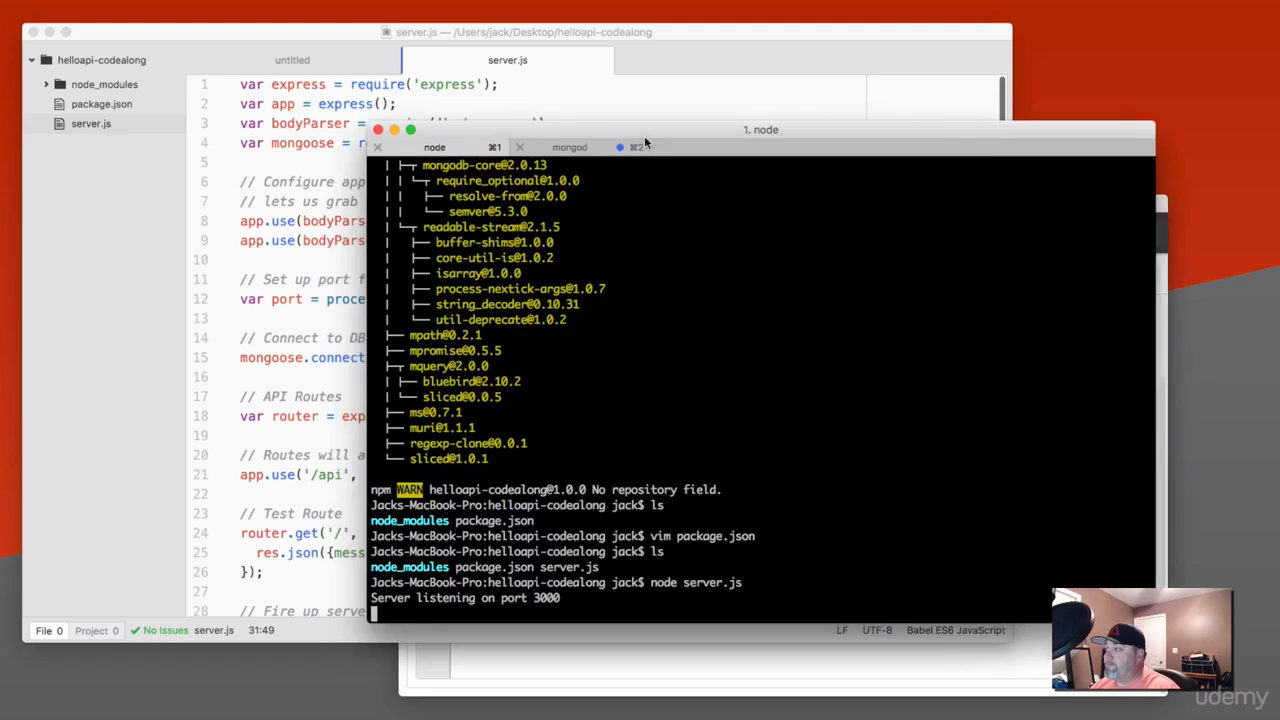 server.js — /Users/jack/Desktop/helloapi-codealong
helloapi-codealong
untitled
server.js
node_modules
package.json
server.js
1 var express = require('express');
2 var app = express();
3 var bodyParser =
4 var mongoose = r
5
6 // Configure app
7 // lets us grab
8 app.use(bodyPars
9 app.use(bodyPars
10
11 // Set up port f
12 var port = proce
13
14 // Connect to DB
15 mongoose.connect
16
17 // API Routes
18 var router = exp
19
20 // Routes will a
21 app.use('/api',
22
23 // Test Route
24 router.get('/',
25 res.json({mess
26 });
27
28 // Fire up serve
1. node
node ⌘1
mongod ⌘2
mongodb-core@2.0.13
require_optional@1.0.0
resolve-from@2.0.0
semver@5.3.0
readable-stream@2.1.5
buffer-shims@1.0.0
core-util-is@1.0.2
isarray@1.0.0
process-nextick-args@1.0.7
string_decoder@0.10.31
util-deprecate@1.0.2
mpath@0.2.1
mpromise@0.5.5
mquery@2.0.0
bluebird@2.10.2
sliced@0.0.5
ms@0.7.1
muri@1.1.1
regexp-clone@0.0.1
sliced@1.0.1
npm WARN helloapi-codealong@1.0.0 No repository field.
Jacks-MacBook-Pro:helloapi-codealong jack$ ls
node_modules package.json
Jacks-MacBook-Pro:helloapi-codealong jack$ vim package.json
Jacks-MacBook-Pro:helloapi-codealong jack$ ls
node_modules package.json server.js
Jacks-MacBook-Pro:helloapi-codealong jack$ node server.js
Server listening on port 3000
File 0 Project 0 No Issues server.js 31:49 LF UTF-8 Babel ES6 JavaScript
udemy